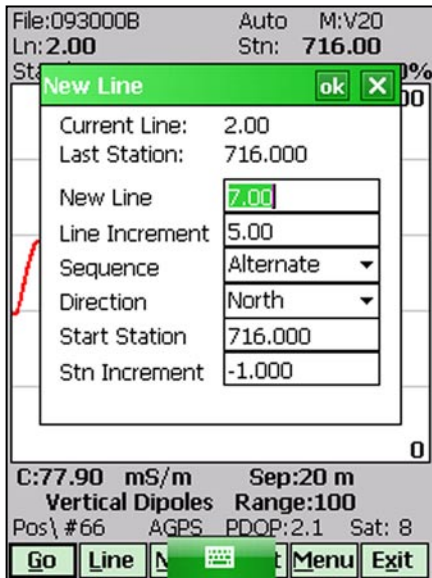 File:093000B Auto M:V20
Ln:2.00 Stn: 716.00
New Line ok X
Current Line: 2.00
Last Station: 716.000
New Line 7.00
Line Increment 5.00
Sequence Alternate
Direction North
Start Station 716.000
Stn Increment -1.000
0
C:77.90 mS/m Sep:20 m
Vertical Dipoles Range:100
Pos\ #66 AGPS PDOP:2.1 Sat: 8
Go Line Menu Exit